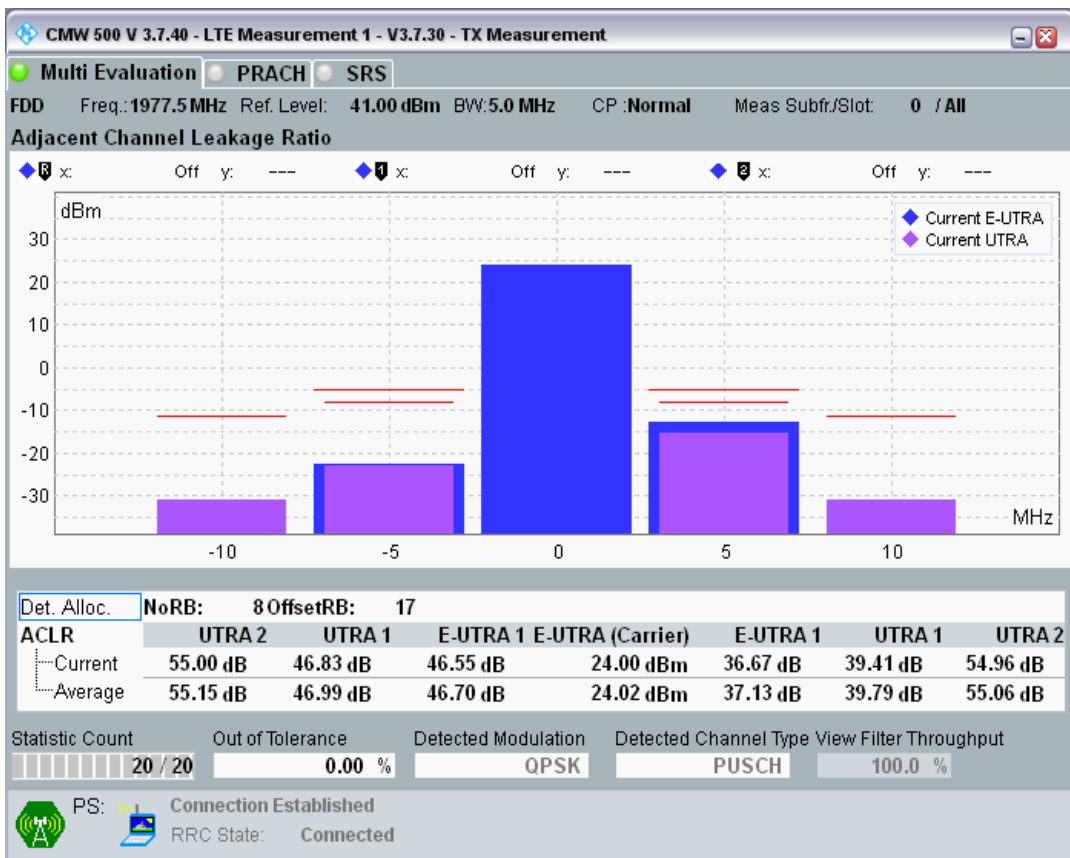 CMW 500 V 3.7.40 - LTE Measurement 1 - V3.7.30 - TX Measurement
Multi Evaluation PRACH SRS
FDD Freq.:1977.5 MHz Ref. Level: 41.00 dBm BW:5.0 MHz CP :Normal Meas Subfr./Slot: 0 / All
Adjacent Channel Leakage Ratio
R x: Off y: --- 1 x: Off y: --- 2 x: Off y: ---
dBm
Current E-UTRA
Current UTRA
30
20
10
0
-10
-20
-30
MHz
-10 -5 0 5 10
Det. Alloc. NoRB: 8 OffsetRB: 17
ACLR UTRA 2 UTRA 1 E-UTRA 1 E-UTRA (Carrier) E-UTRA 1 UTRA 1 UTRA 2
Current 55.00 dB 46.83 dB 46.55 dB 24.00 dBm 36.67 dB 39.41 dB 54.96 dB
Average 55.15 dB 46.99 dB 46.70 dB 24.02 dBm 37.13 dB 39.79 dB 55.06 dB
Statistic Count Out of Tolerance Detected Modulation Detected Channel Type View Filter Throughput
20 / 20 0.00 % QPSK PUSCH 100.0 %
PS: Connection Established
RRC State: Connected